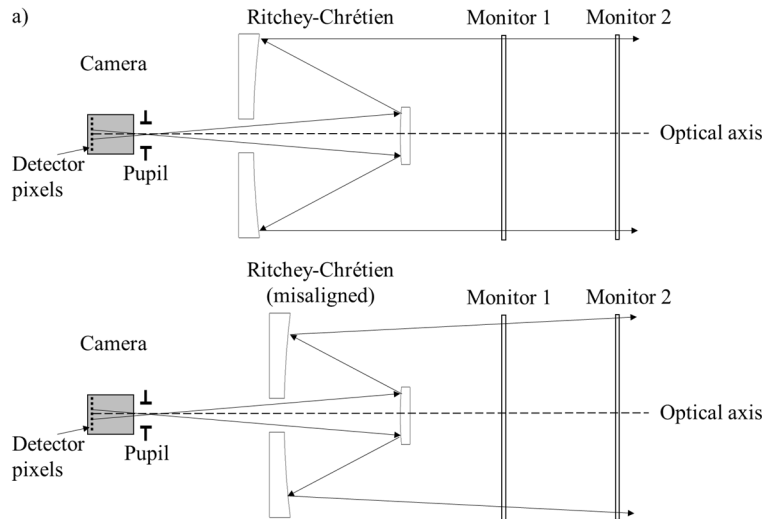 a)
Ritchey-Chrétien
Monitor 1
Monitor 2
Camera
Optical axis
Detector
pixels
Pupil
Ritchey-Chrétien
(misaligned)
Monitor 1
Monitor 2
Camera
Optical axis
Detector
pixels
Pupil